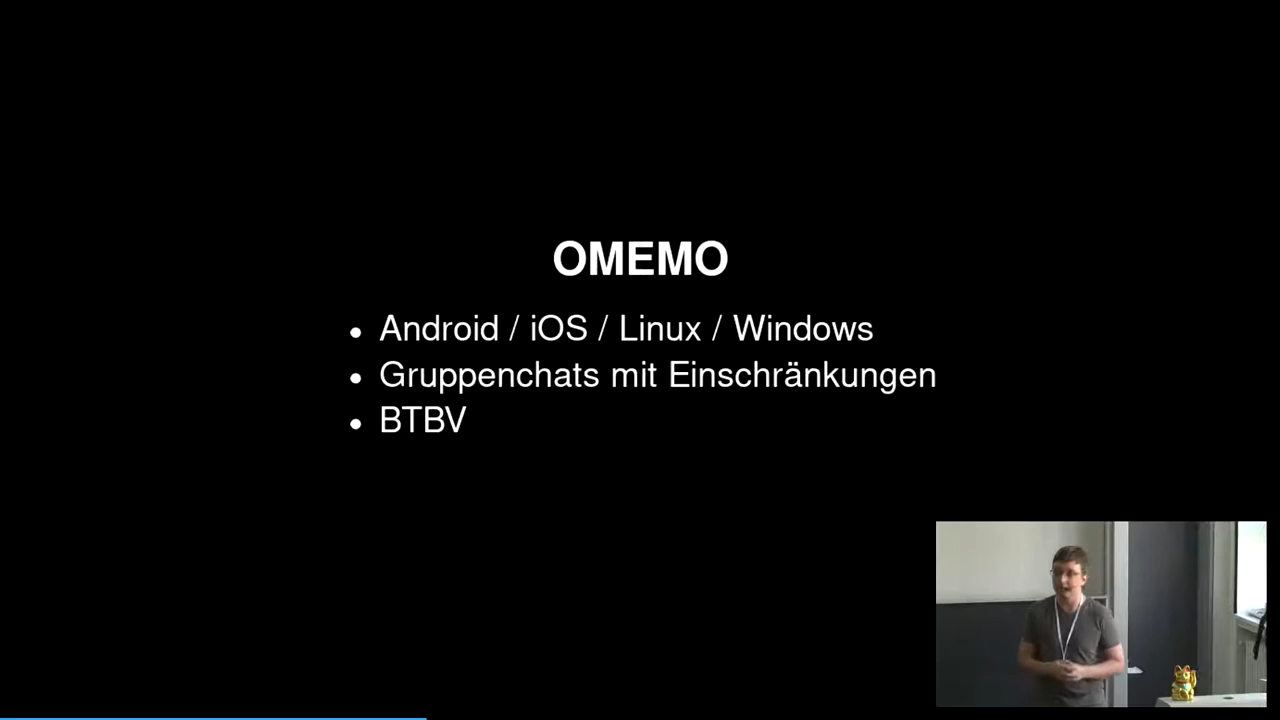 OMEMO
Android / iOS / Linux / Windows
Gruppenchats mit Einschränkungen
BTBV